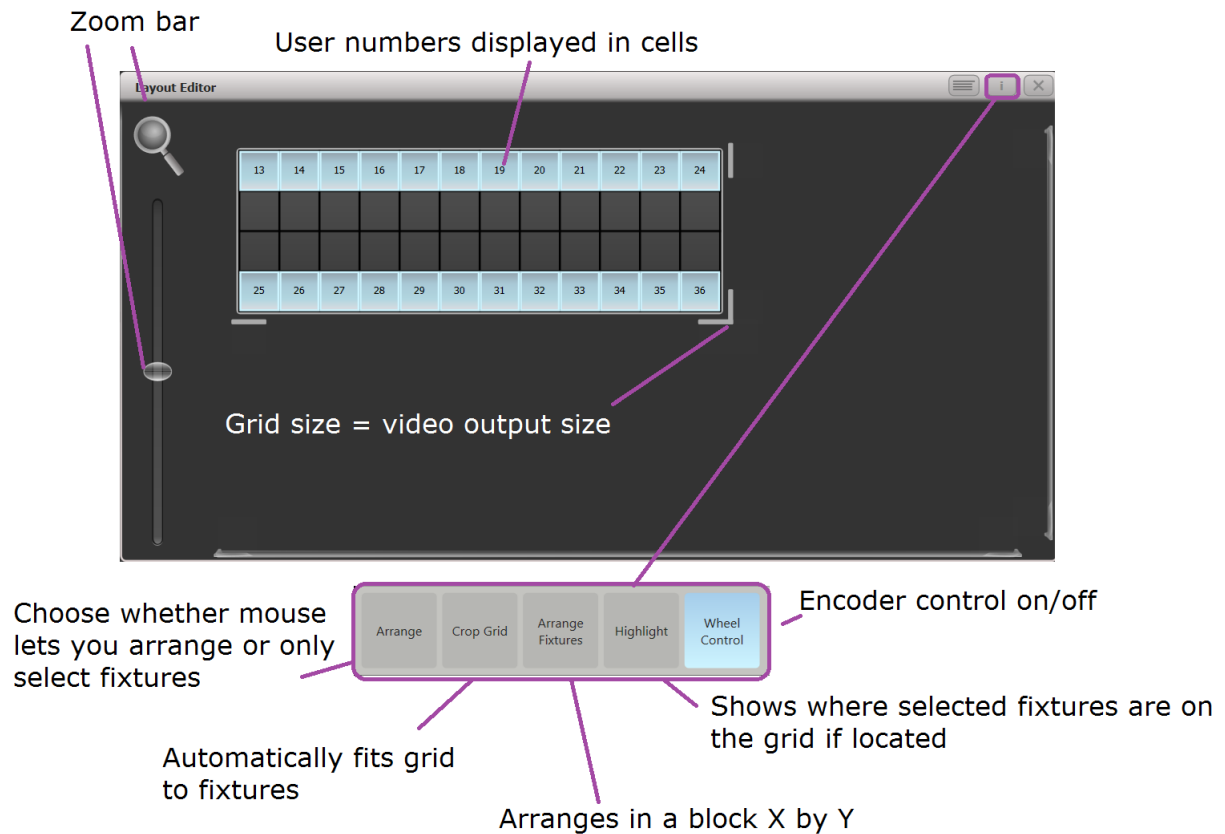 Zoom bar
User numbers displayed in cells
Layout Editor
i
13 14 15 16 17 18 19 20 21 22 23 24
25 26 27 28 29 30 31 32 33 34 35 36
Grid size = video output size
Choose whether mouse
lets you arrange or only
select fixtures
Arrange
Crop Grid
Arrange
Fixtures
Highlight
Wheel
Control
Encoder control on/off
Automatically fits grid
to fixtures
Shows where selected fixtures are on
the grid if located
Arranges in a block X by Y